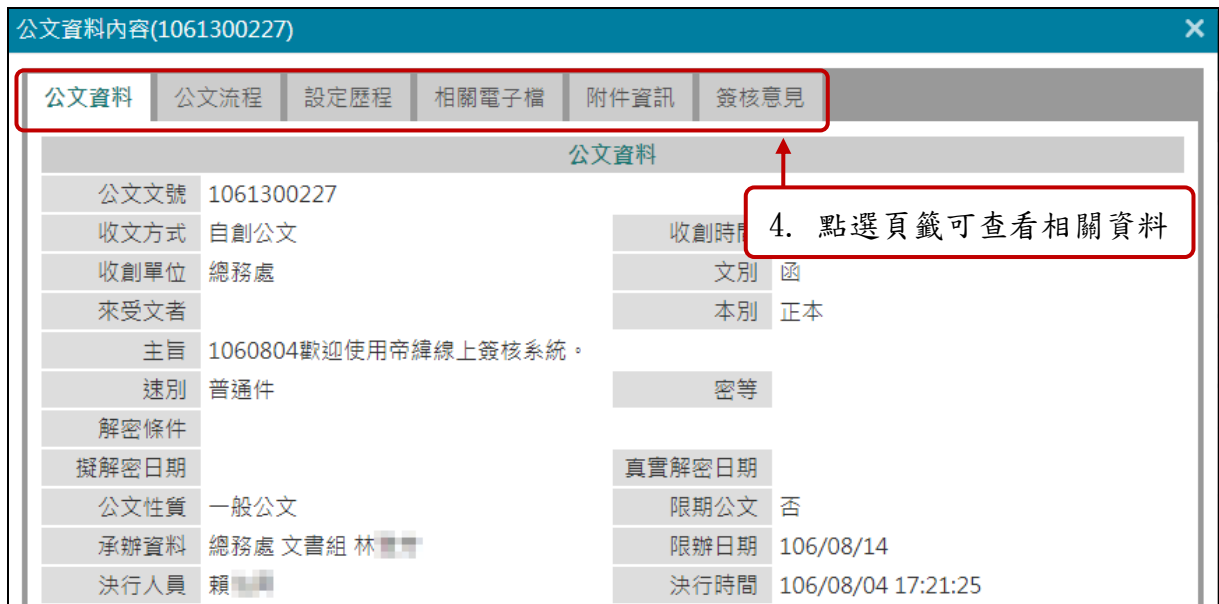 公文資料內容(1061300227)
公文資料 公文流程 設定歷程 相關電子檔 附件資訊 簽核意見
公文資料
公文文號 1061300227
收文方式 自創公文 收創時
4. 點選頁籤可查看相關資料
收創單位 總務處 文別 函
來受文者 本別 正本
主旨 1060804歡迎使用帝緯線上簽核系統。
速別 普通件 密等
解密條件
擬解密日期 真實解密日期
公文性質 一般公文 限期公文 否
承辦資料 總務處 文書組 林 限辦日期 106/08/14
決行人員 賴 決行時間 106/08/04 17:21:25